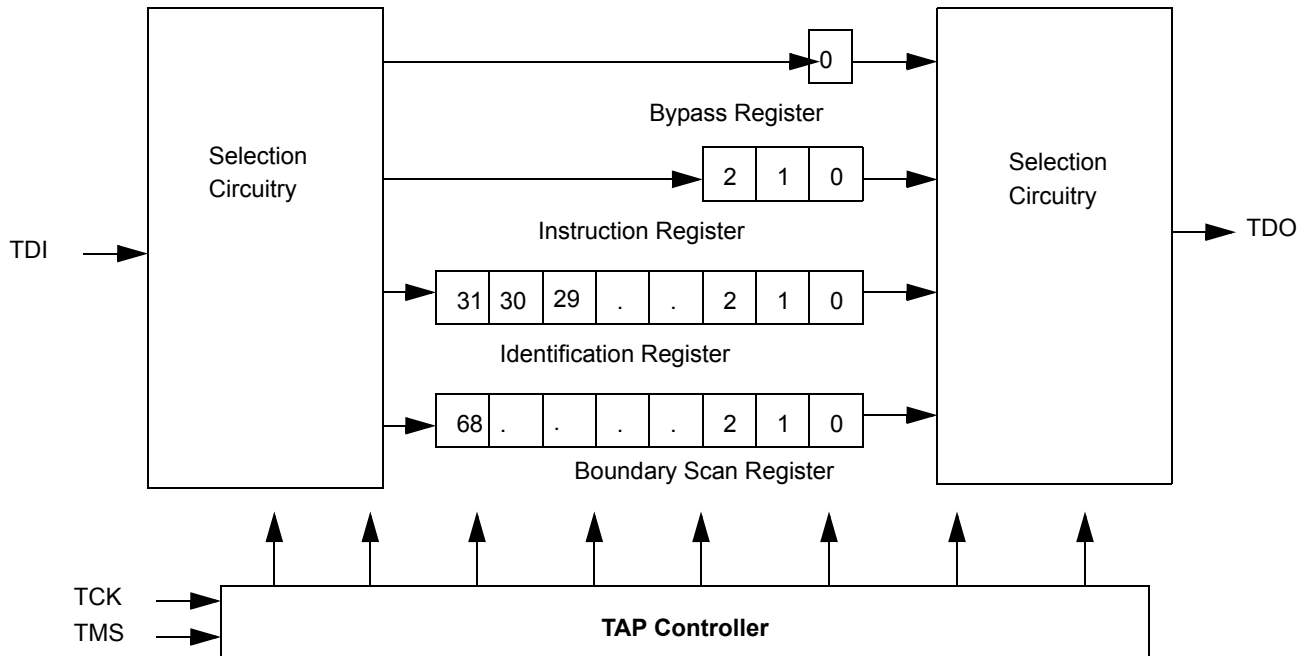 0
Bypass Register
Selection
Circuitry
2 1 0
Selection
Circuitry
Instruction Register
TDI
TDO
31 30 29 . . 2 1 0
Identification Register
68 . . . . 2 1 0
Boundary Scan Register
TCK
TMS
TAP Controller